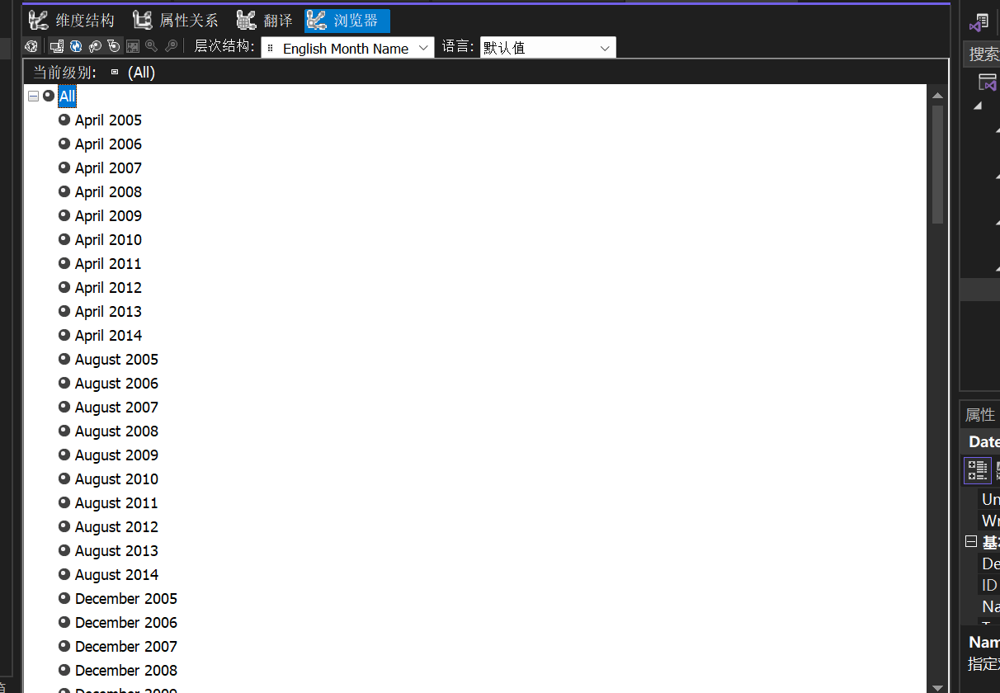 维度结构 属性关系 翻译 浏览器
层次结构: English Month Name 语言: 默认值
搜索
当前级别: (All)
All
April 2005
April 2006
April 2007
April 2008
April 2009
April 2010
April 2011
April 2012
April 2013
April 2014
August 2005
August 2006
August 2007
August 2008
August 2009
August 2010
August 2011
August 2012
August 2013
August 2014
December 2005
December 2006
December 2007
December 2008
属性
Date
Un
Wr
De
ID
Na
Nam
指定